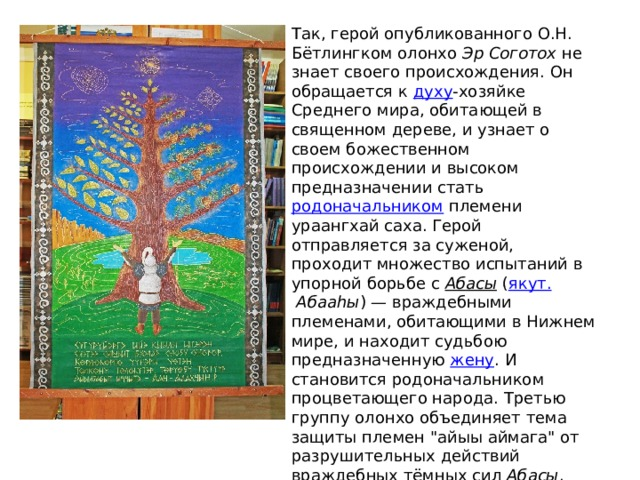 Так, герой опубликованного О.Н.
Бётлингком олонхо Эр Соготох не
знает своего происхождения. Он
обращается к духу-хозяйке
Среднего мира, обитающей в
священном дереве, и узнает о
своем божественном
происхождении и высоком
предназначении стать
родоначальником племени
ураангхай саха. Герой
отправляется за суженой,
проходит множество испытаний в
упорной борьбе с Абасы (якут.
Абааһы) — враждебными
племенами, обитающими в Нижнем
мире, и находит судьбою
предназначенную жену. И
становится родоначальником
процветающего народа. Третью
группу олонхо объединяет тема
защиты племен "айыы аймага" от
разрушительных действий
враждебных тёмных сил Абасы.